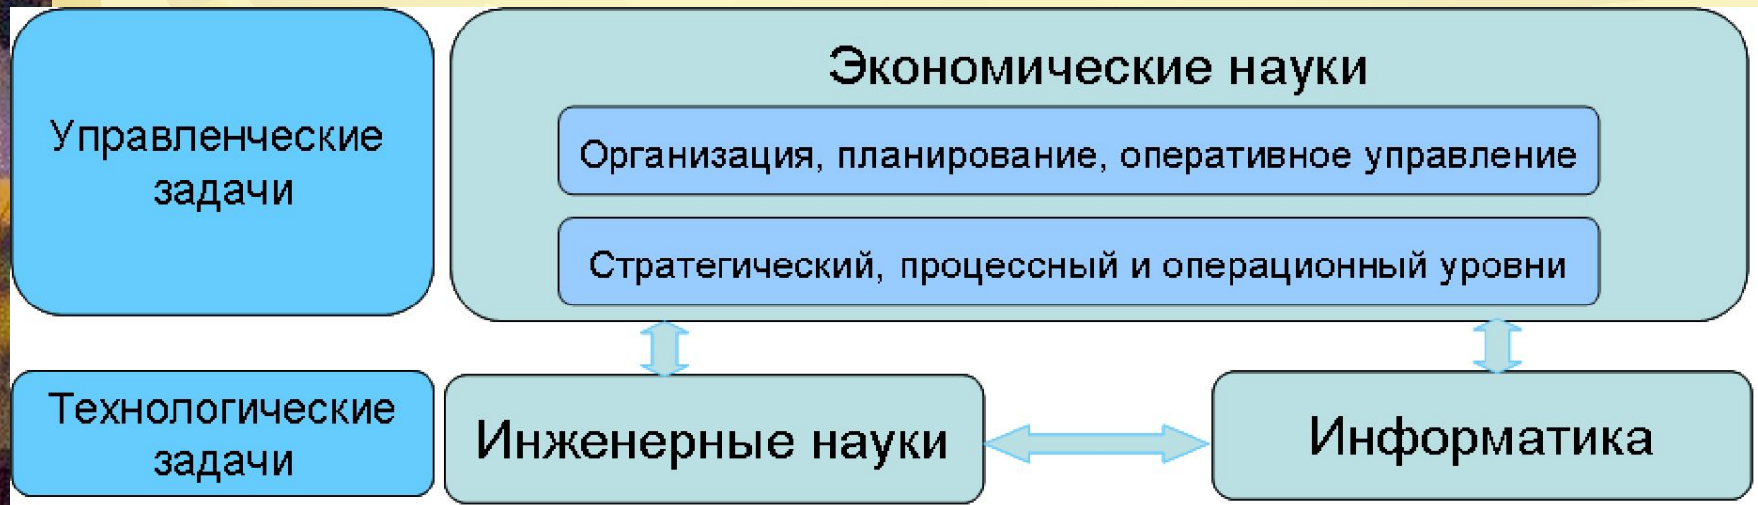 Управленческие
задачи
Экономические науки
Организация, планирование, оперативное управление
Стратегический, процессный и операционный уровни
Технологические
задачи
Инженерные науки
Информатика